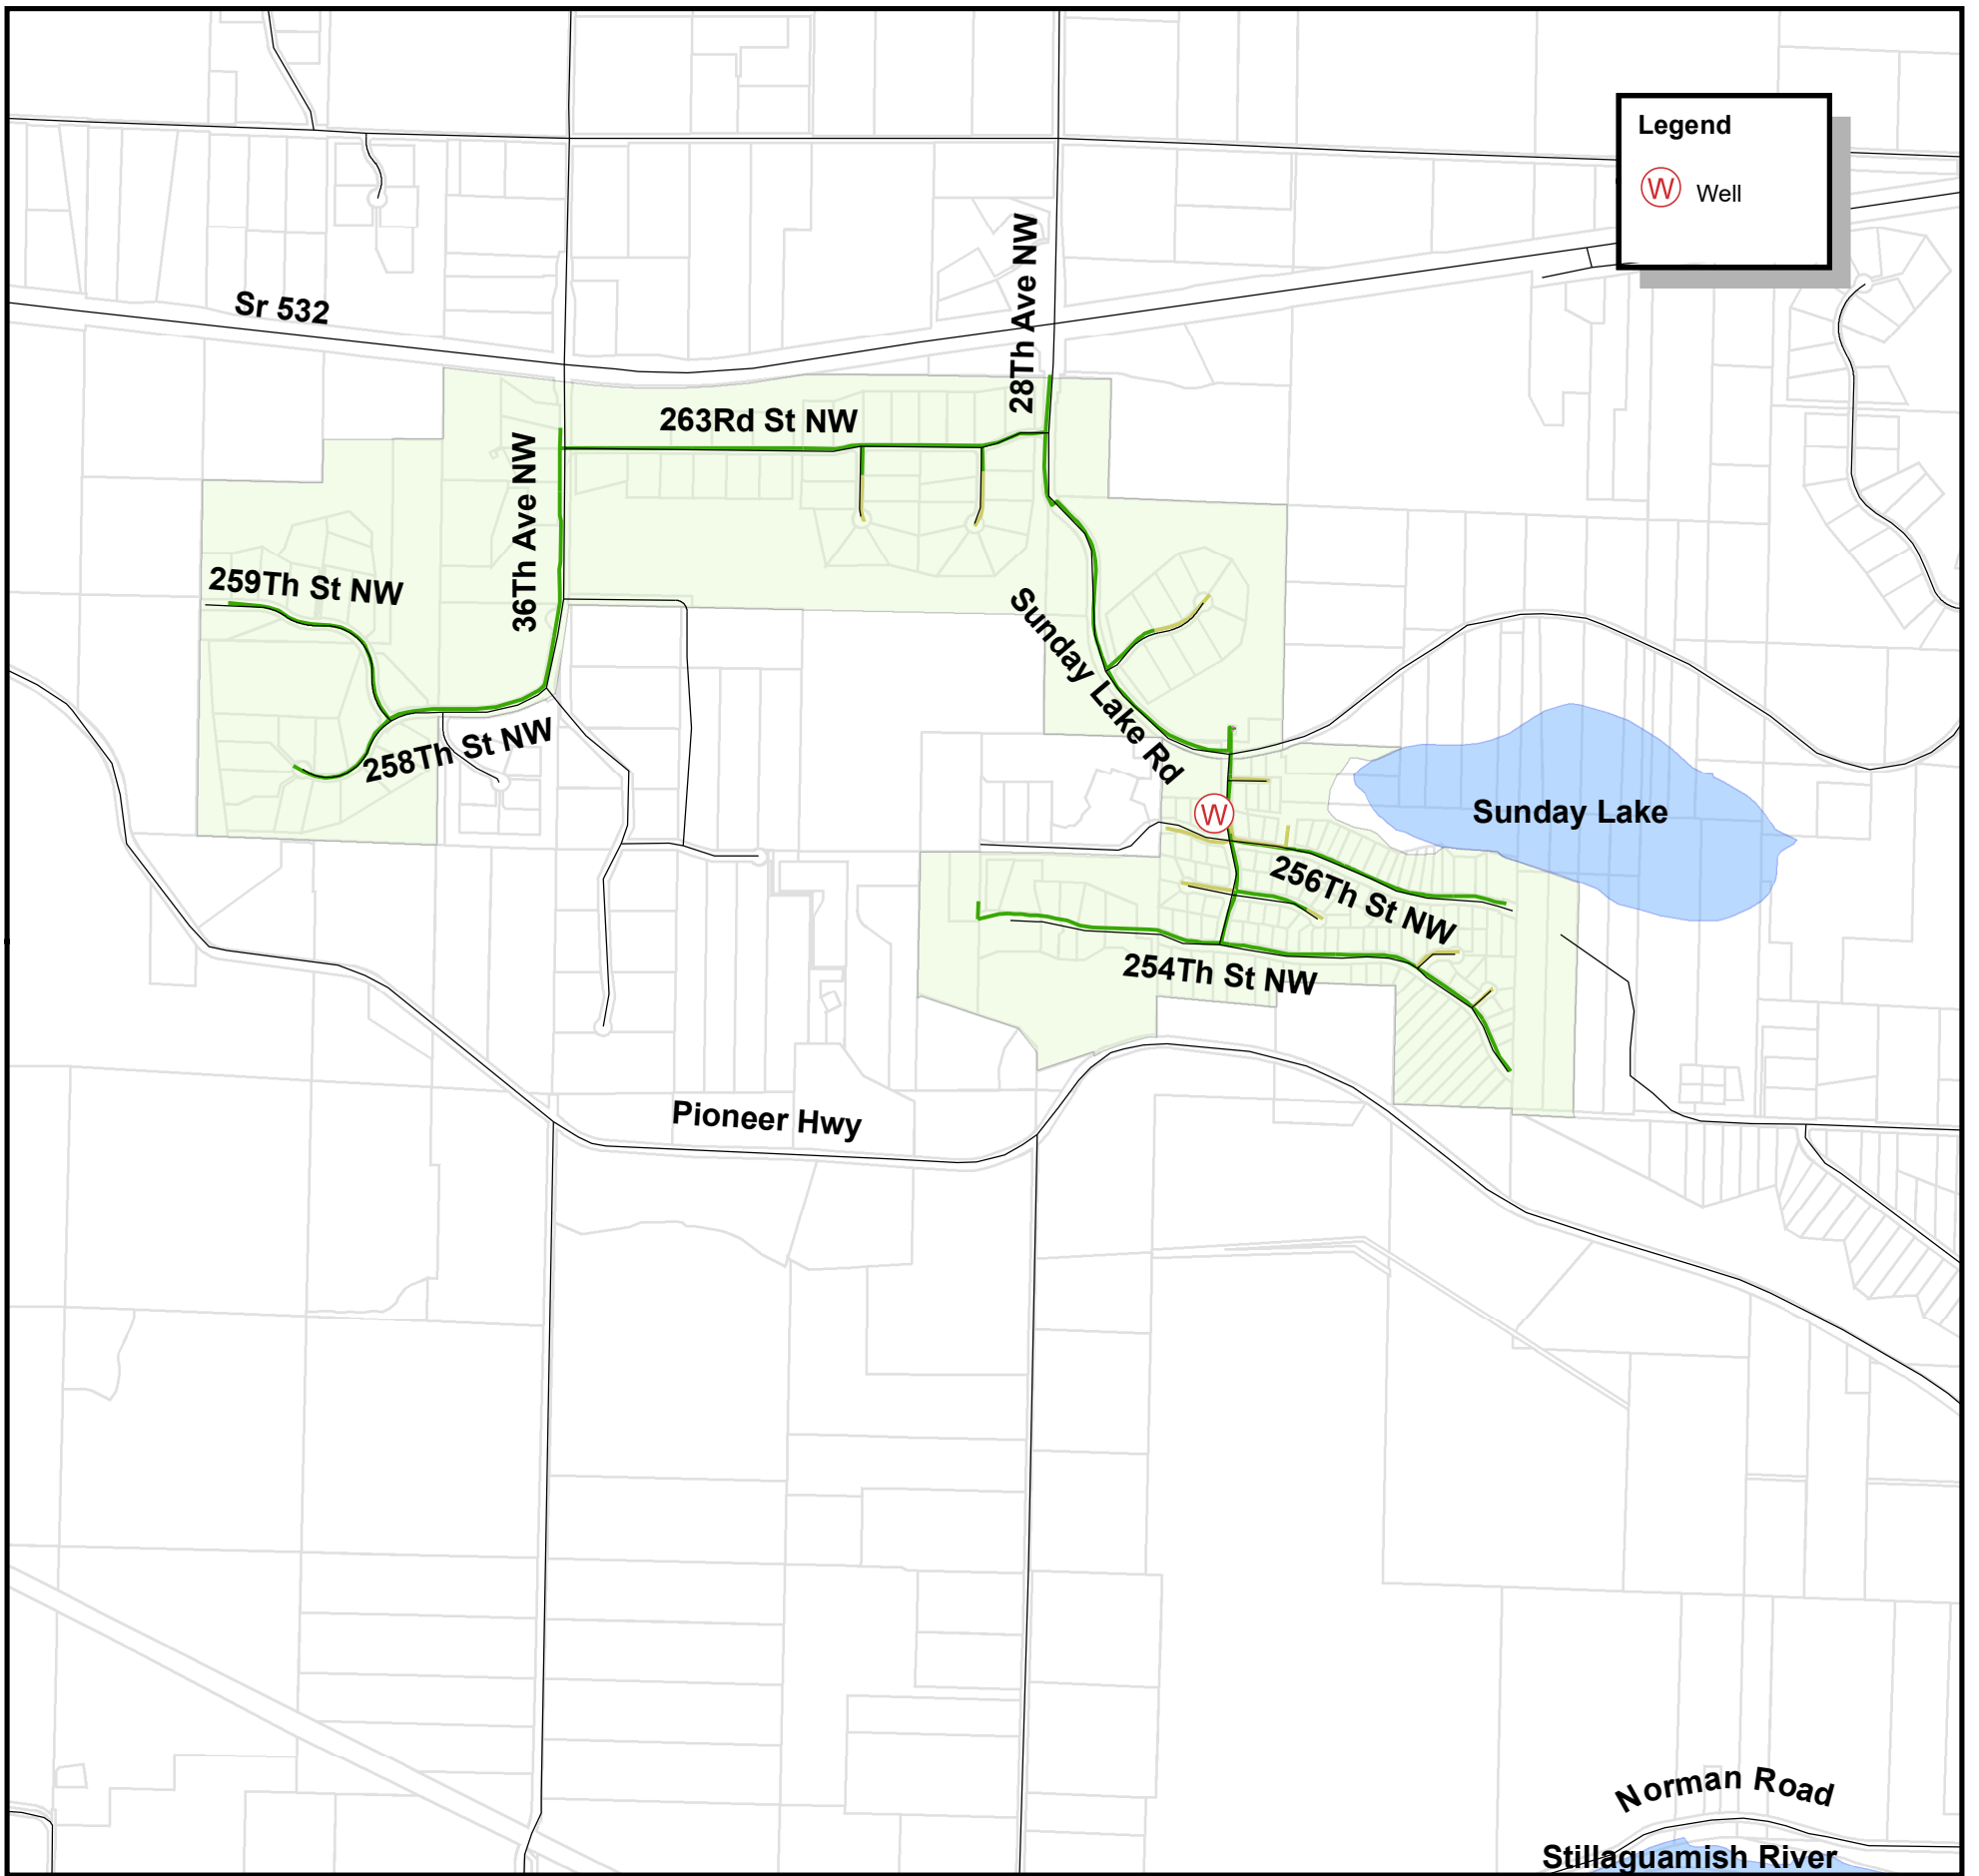 Legend
W Well
Sr 532
28Th Ave NW
263Rd St NW
36Th Ave NW
259Th St NW
Sunday Lake Rd
258Th St NW
W
Sunday Lake
256Th St NW
254Th St NW
Pioneer Hwy
Norman Road
Stillaguamish River